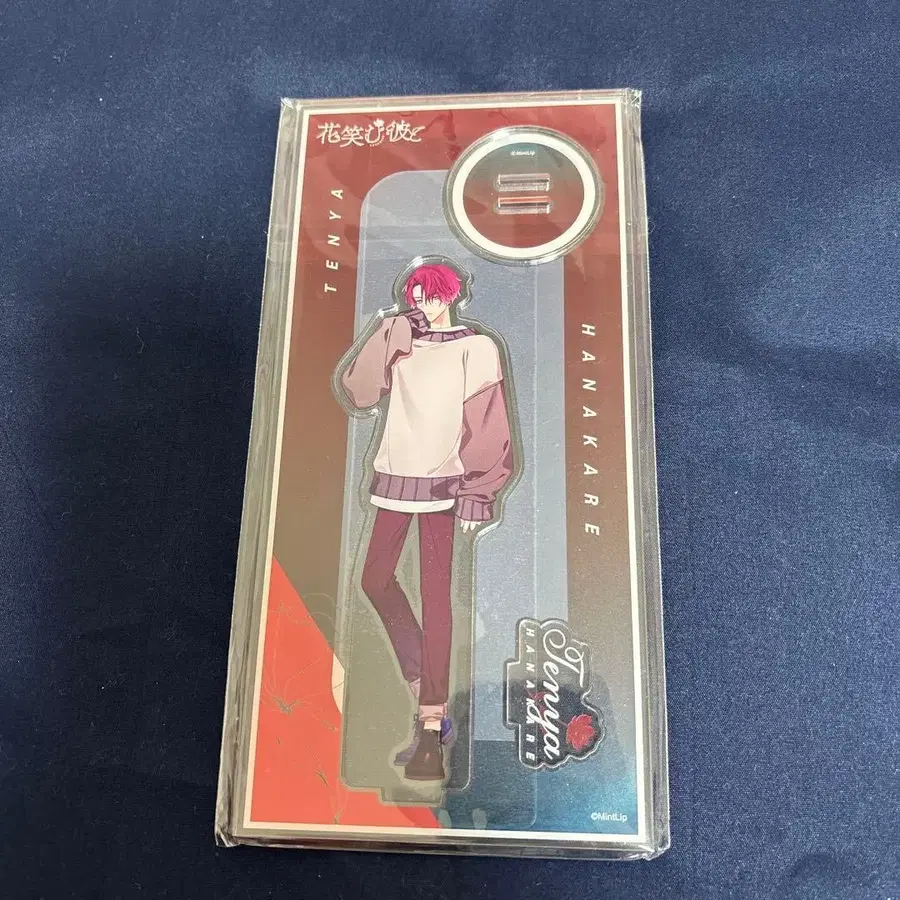 花笑む彼と
©MintLip
TENYA
HANAKARE
Tenya
HANAKARE
©MintLip